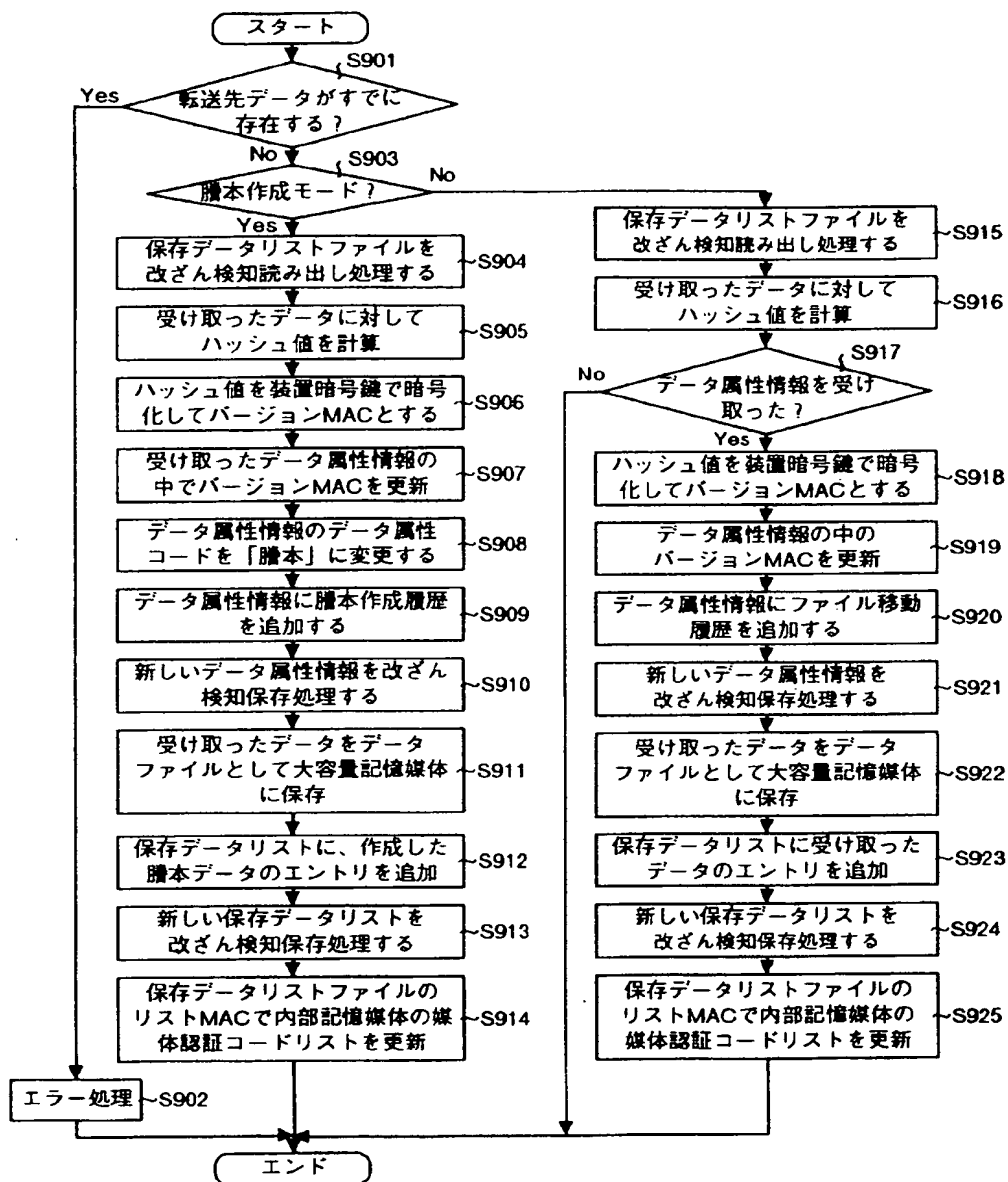 スタート
S901
Yes
転送先データがすでに
存在する?
No
S903
謄本作成モード?
No
Yes
保存データリストファイルを
改ざん検知読み出し処理する
S904
受け取ったデータに対して
ハッシュ値を計算
S905
ハッシュ値を装置暗号鍵で暗号
化してバージョンMACとする
S906
受け取ったデータ属性情報の
中でバージョンMACを更新
S907
データ属性情報のデータ属性
コードを「謄本」に変更する
S908
データ属性情報に謄本作成履歴
を追加する
S909
新しいデータ属性情報を改ざん
検知保存処理する
S910
受け取ったデータをデータ
ファイルとして大容量記憶媒体
に保存
S911
保存データリストに、作成した
謄本データのエントリを追加
S912
新しい保存データリストを
改ざん検知保存処理する
S913
保存データリストファイルの
リストMACで内部記憶媒体の媒
体認証コードリストを更新
S914
エラー処理
S902
エンド
保存データリストファイルを
改ざん検知読み出し処理する
S915
受け取ったデータに対して
ハッシュ値を計算
S916
S917
No
データ属性情報を受け
取った?
Yes
ハッシュ値を装置暗号鍵で暗号
化してバージョンMACとする
S918
データ属性情報の中の
バージョンMACを更新
S919
データ属性情報にファイル移動
履歴を追加する
S920
新しいデータ属性情報を
改ざん検知保存処理する
S921
受け取ったデータをデータ
ファイルとして大容量記憶媒体
に保存
S922
保存データリストに受け取った
データのエントリを追加
S923
新しい保存データリストを
改ざん検知保存処理する
S924
保存データリストファイルの
リストMACで内部記憶媒体の
媒体認証コードリストを更新
S925